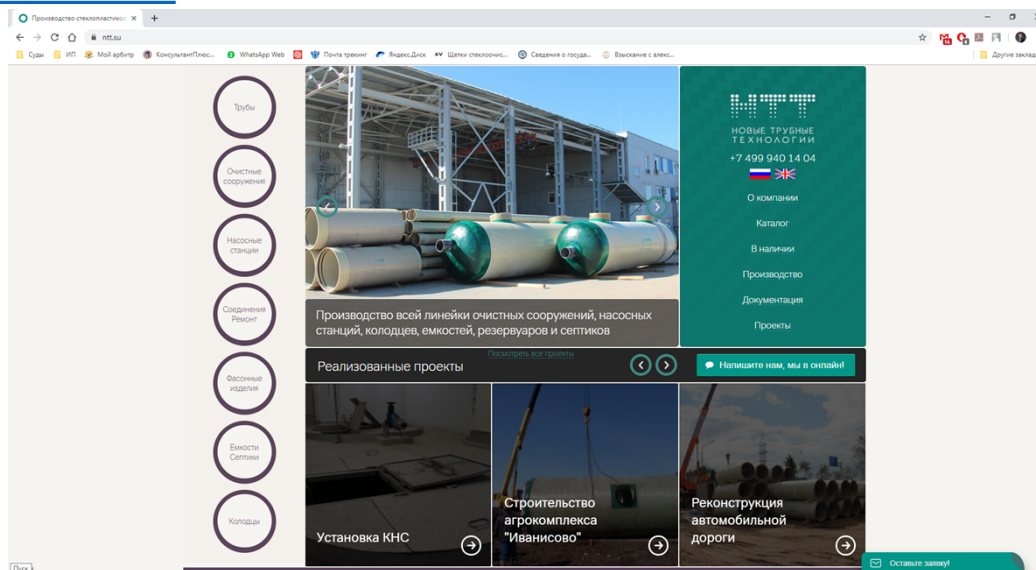 Производство стеклопластиков
ntt.su
Суды
ИП
Мой арбитр
КонсультантПлюс...
WhatsApp Web
Почта трекинг
Яндекс.Диск
Щетки стеклоочис...
Сведения о государ...
Взыскание с алекс...
Другие заклад
Трубы
Очистные
сооружения
Насосные
станции
Соединения
Ремонт
Фасонные
изделия
Емкости
Септики
Колодцы
Производство всей линейки очистных сооружений, насосных
станций, колодцев, емкостей, резервуаров и септиков
НТТ
НОВЫЕ ТРУБНЫЕ
ТЕХНОЛОГИИ
+7 499 940 14 04
О компании
Каталог
В наличии
Производство
Документация
Проекты
Реализованные проекты
Посмотреть все проекты
Напишите нам, мы в онлайн!
Установка КНС
Строительство
агрокомплекса
"Иванисово"
Реконструкция
автомобильной
дороги
Оставьте заявку!
Пуск